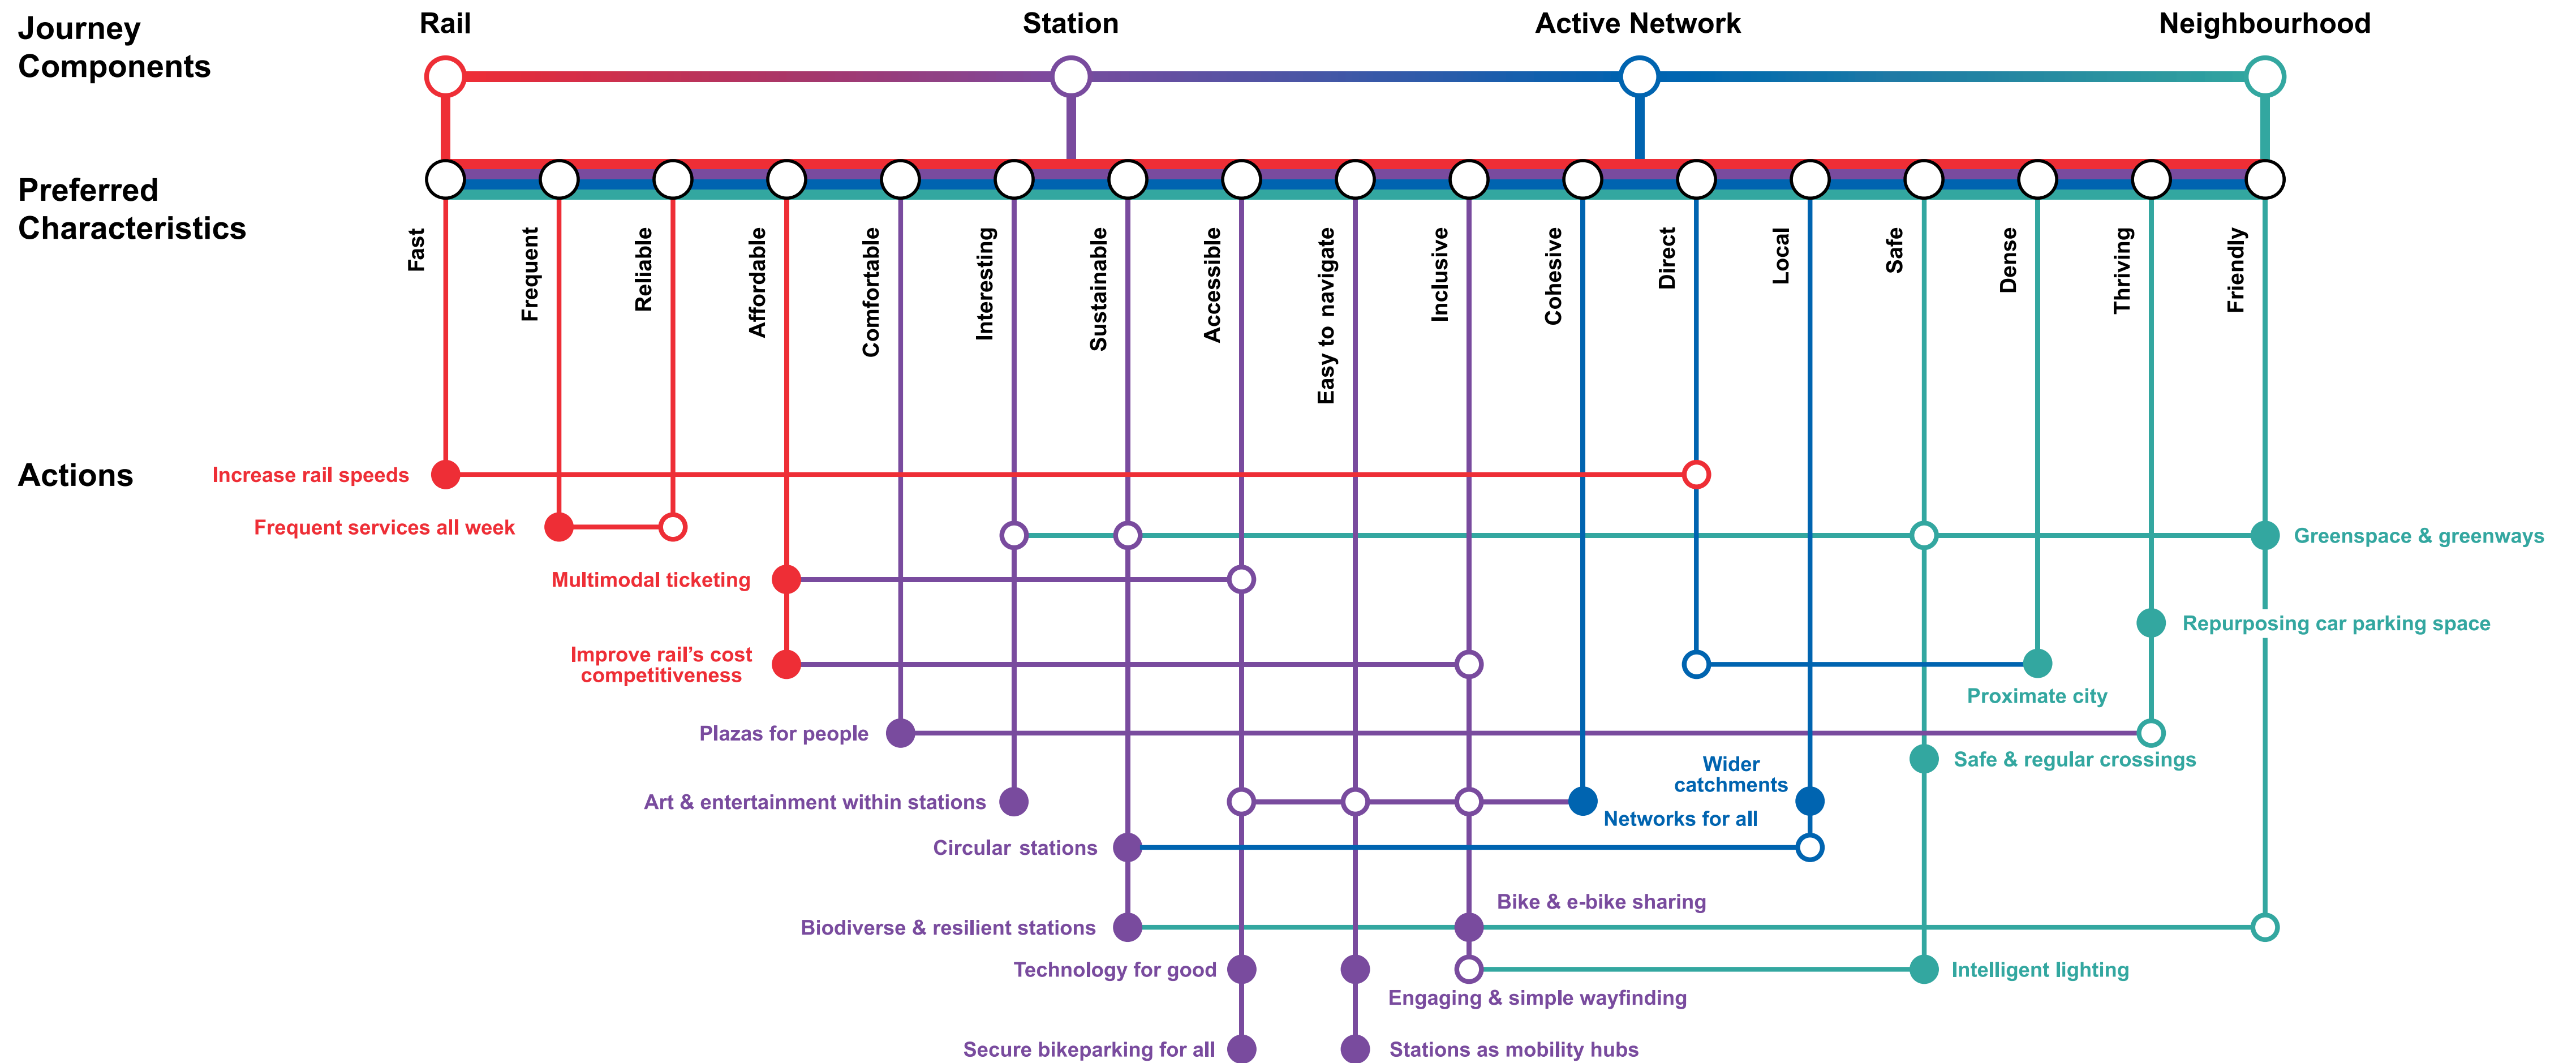 Journey
Components
Rail
Station
Active Network
Neighbourhood
Preferred
Characteristics
Fast
Frequent
Reliable
Affordable
Comfortable
Interesting
Sustainable
Accessible
Easy to navigate
Inclusive
Cohesive
Direct
Local
Safe
Dense
Thriving
Friendly
Actions
Increase rail speeds
Frequent services all week
Greenspace & greenways
Multimodal ticketing
Repurposing car parking space
Improve rail’s cost
competitiveness
Proximate city
Plazas for people
Safe & regular crossings
Wider
catchments
Art & entertainment within stations
Networks for all
Circular stations
Bike & e-bike sharing
Biodiverse & resilient stations
Technology for good
Intelligent lighting
Engaging & simple wayfinding
Secure bikeparking for all
Stations as mobility hubs